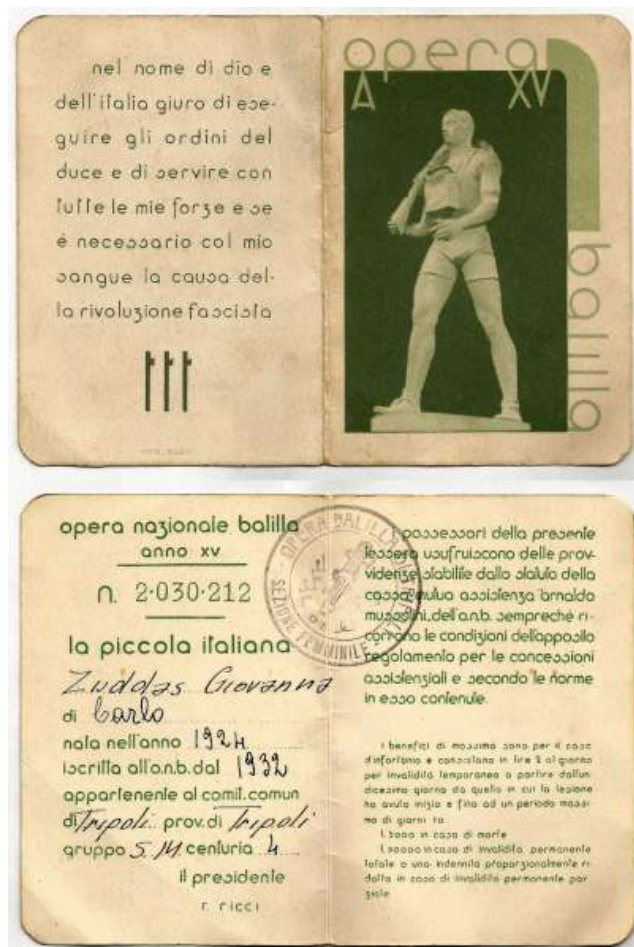 nel nome di dio e
dell'italia giuro di ese-
guire gli ordini del
duce e di servire con
tutte le mie forze e se
é necessario col mio
sangue la causa del-
la rivoluzione fascista
opera
A XV
balilla
opera nazionale balilla
anno xv
n. 2·030·212
la piccola italiana
Zuddas Giovanna
di Carlo
nata nell'anno 1924
iscritta all'o.n.b. dal 1932
appartenente al comit. comun
di Tripoli prov. di Tripoli
gruppo S. M. centuria 4
il presidente
r. ricci
OPERA BALILLA
SEZIONE FEMMINILE
i possessori della presente
tessera usufruiscono delle prov-
videnze stabilite dallo statuto della
cassa mutua assistenza "arnaldo
mussolini" dell'o.n.b. sempreché ri-
corrono le condizioni dell'apposito
regolamento per le concessioni
assistenziali e secondo le norme
in esso contenute.
i benefici di massima sono per il caso
d'infortunio e consistono in lire 2 al giorno
per invalidità temporanea a partire dall'un-
dicesimo giorno da quello in cui la lesione
ha avuto inizio e fino ad un periodo massi-
mo di giorni
l. 5000 in caso di morte
l. 10000 in caso di invalidità permanente
totale o una indennità proporzionalmente ri-
dotta in caso di invalidità permanente par-
ziale